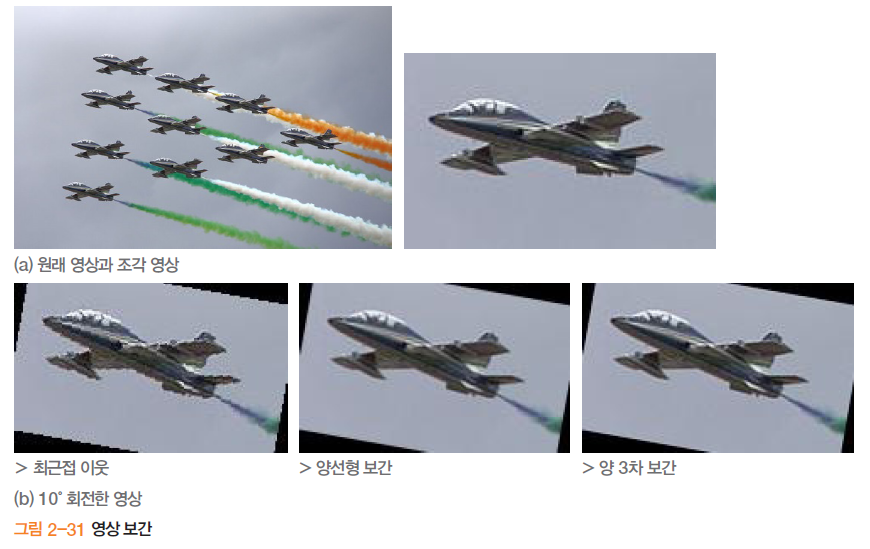 (a) 원래 영상과 조각 영상
> 최근접 이웃
> 양선형 보간
> 양 3차 보간
(b) 10° 회전한 영상
그림 2-31 영상 보간